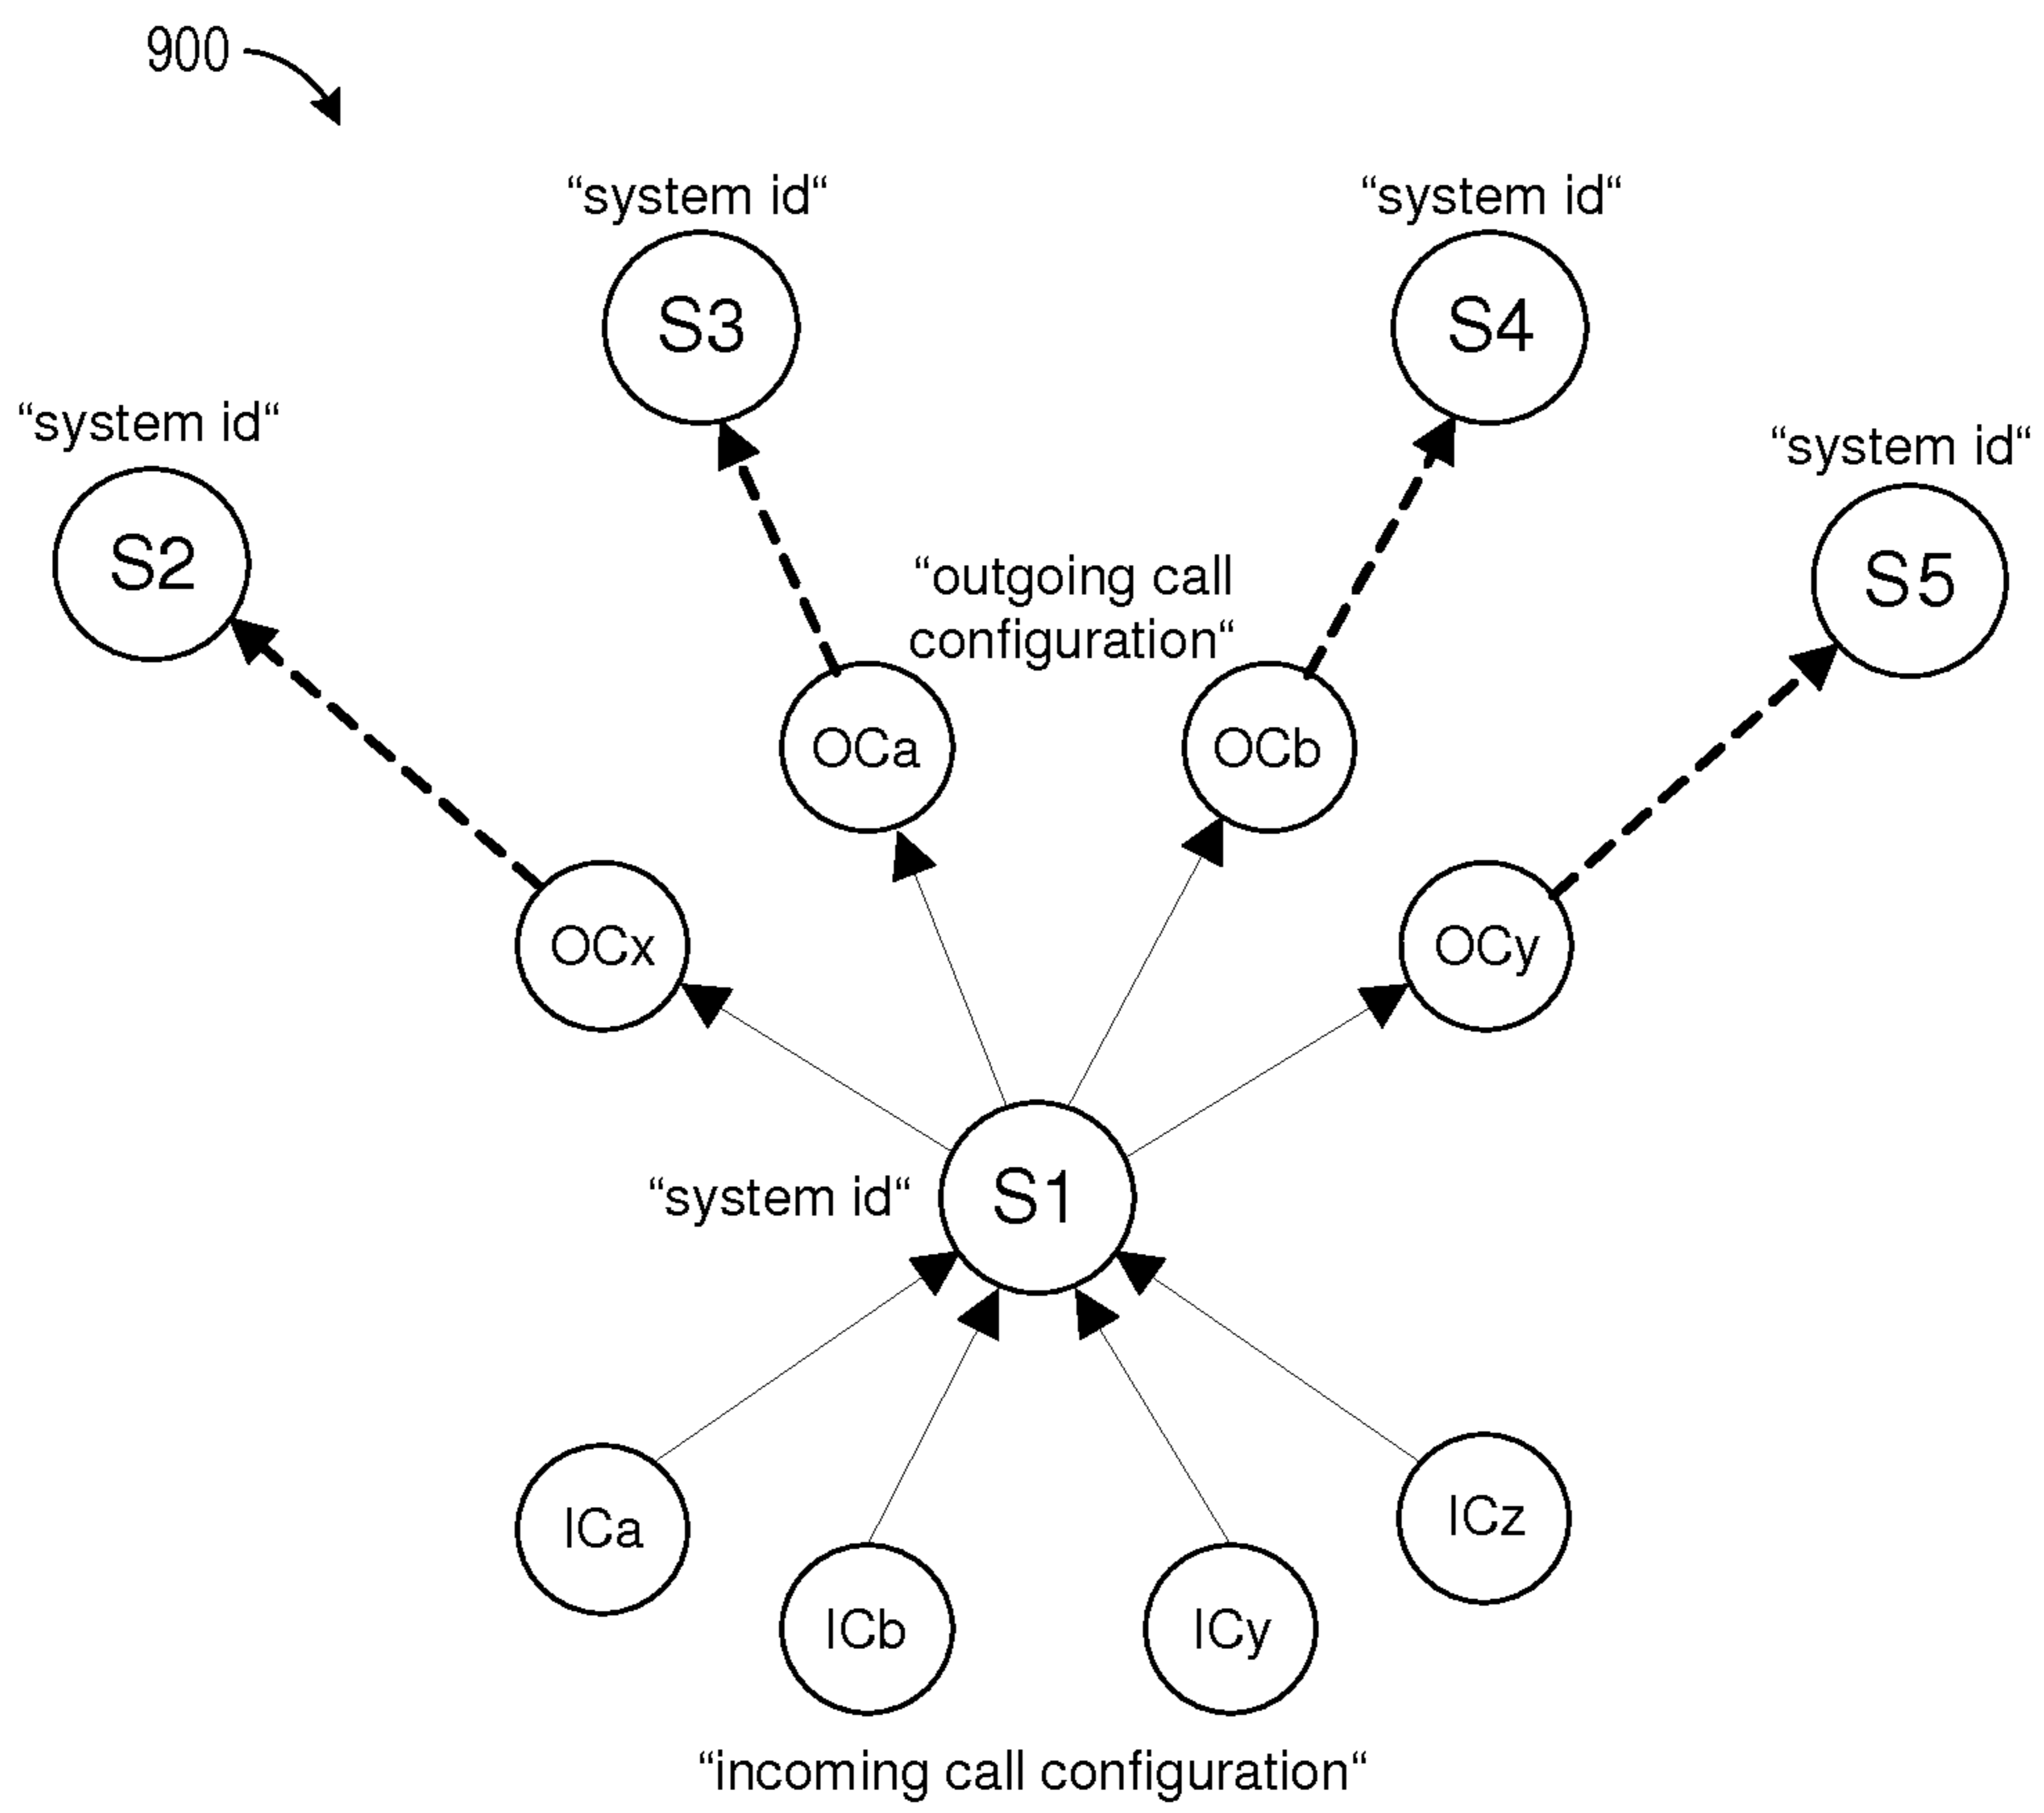 900
“system id“
“system id“
S3
S4
“system id“
“system id“
S2
“outgoing call
configuration“
S5
OCa
OCb
OCx
OCy
“system id“
S1
ICa
ICz
ICb
ICy
“incoming call configuration“